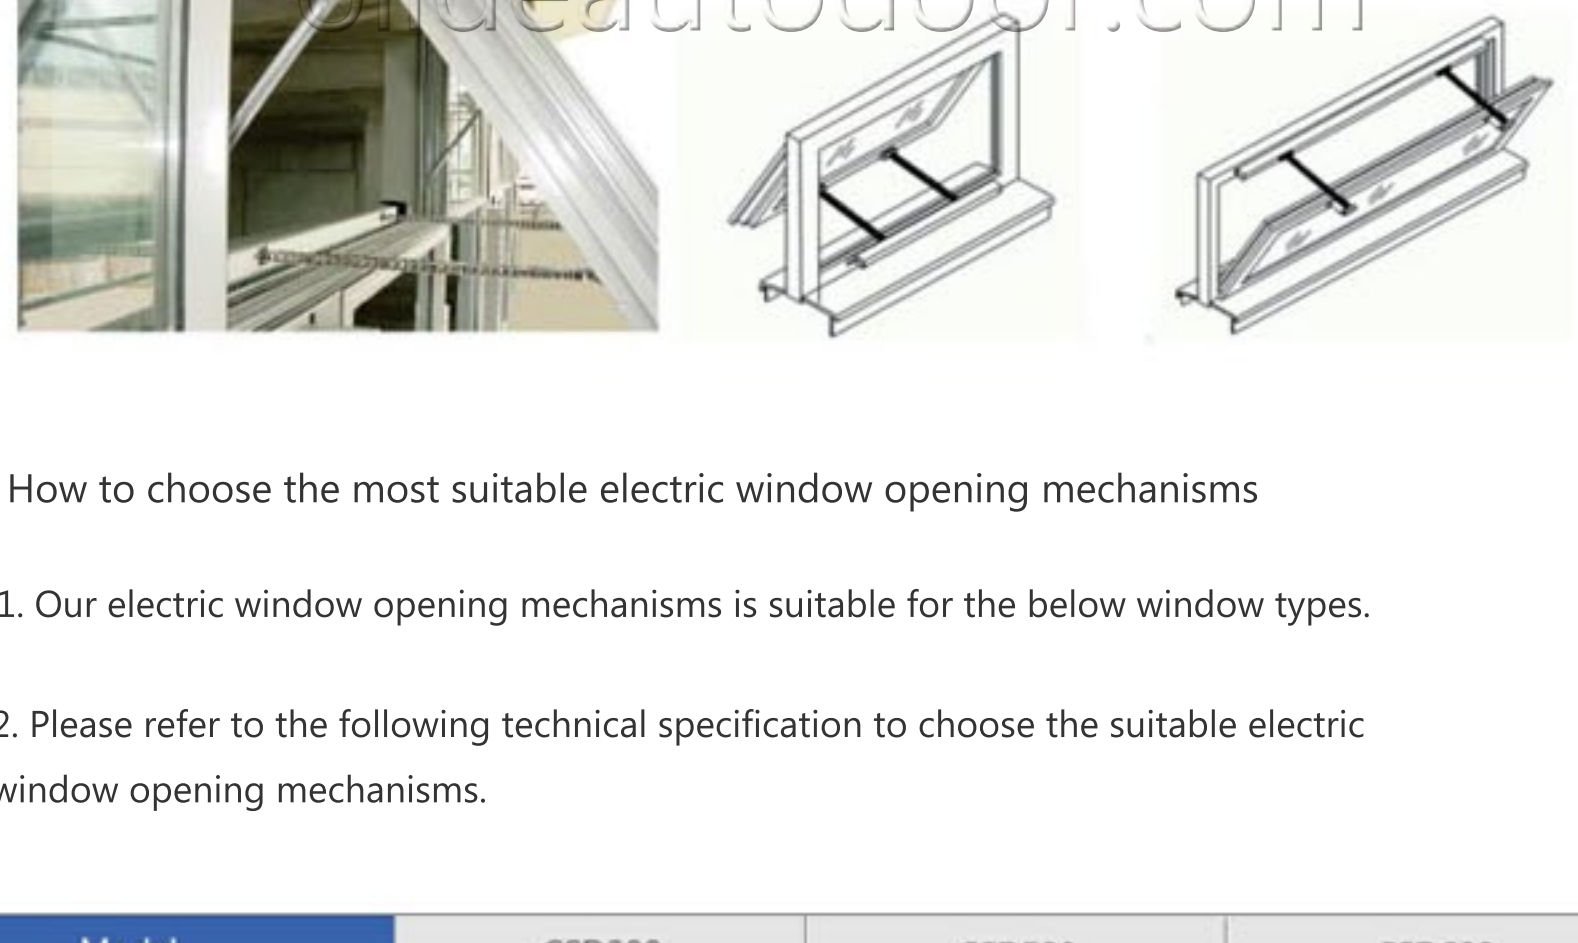 How to choose the most suitable electric window opening mechanisms
1. Our electric window opening mechanisms is suitable for the below window types.
2. Please refer to the following technical specification to choose the suitable electric
window opening mechanisms.